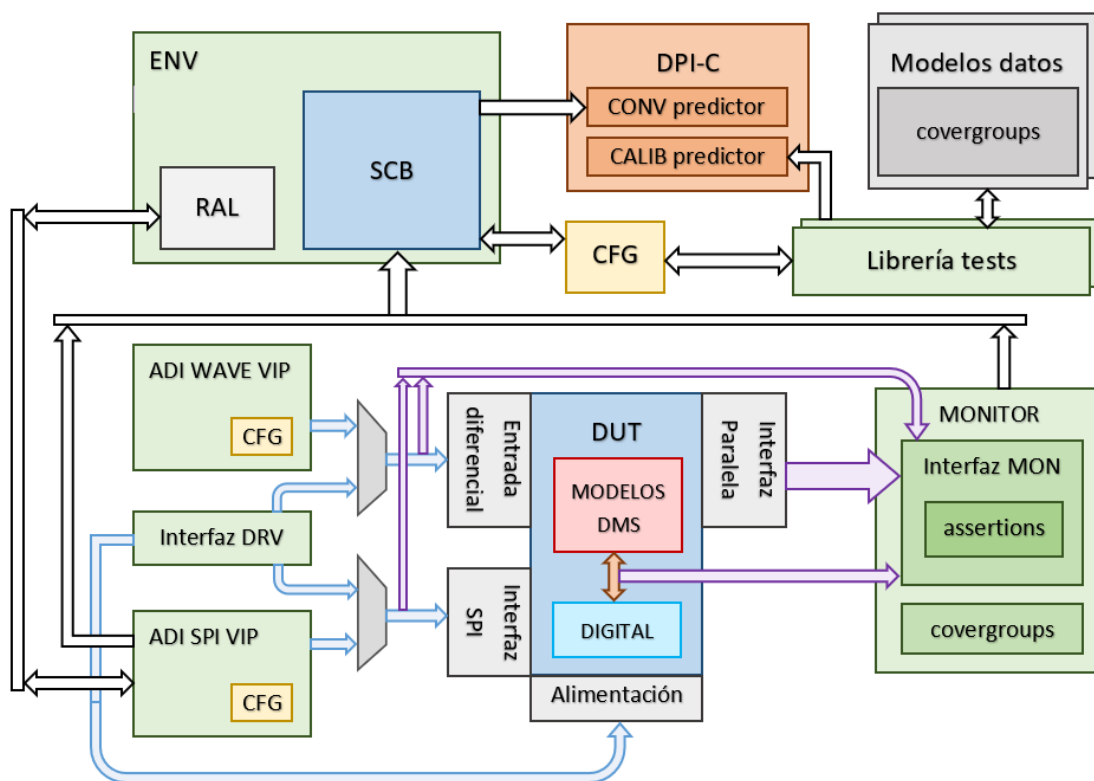 ENV
SCB
RAL
DPI-C
CONV predictor
CALIB predictor
Modelos datos
covergroups
CFG
Librería tests
ADI WAVE VIP
CFG
Interfaz DRV
ADI SPI VIP
CFG
Entrada
diferencial
Interfaz
SPI
DUT
MODELOS
DMS
DIGITAL
Alimentación
Interfaz
Paralela
MONITOR
Interfaz MON
assertions
covergroups